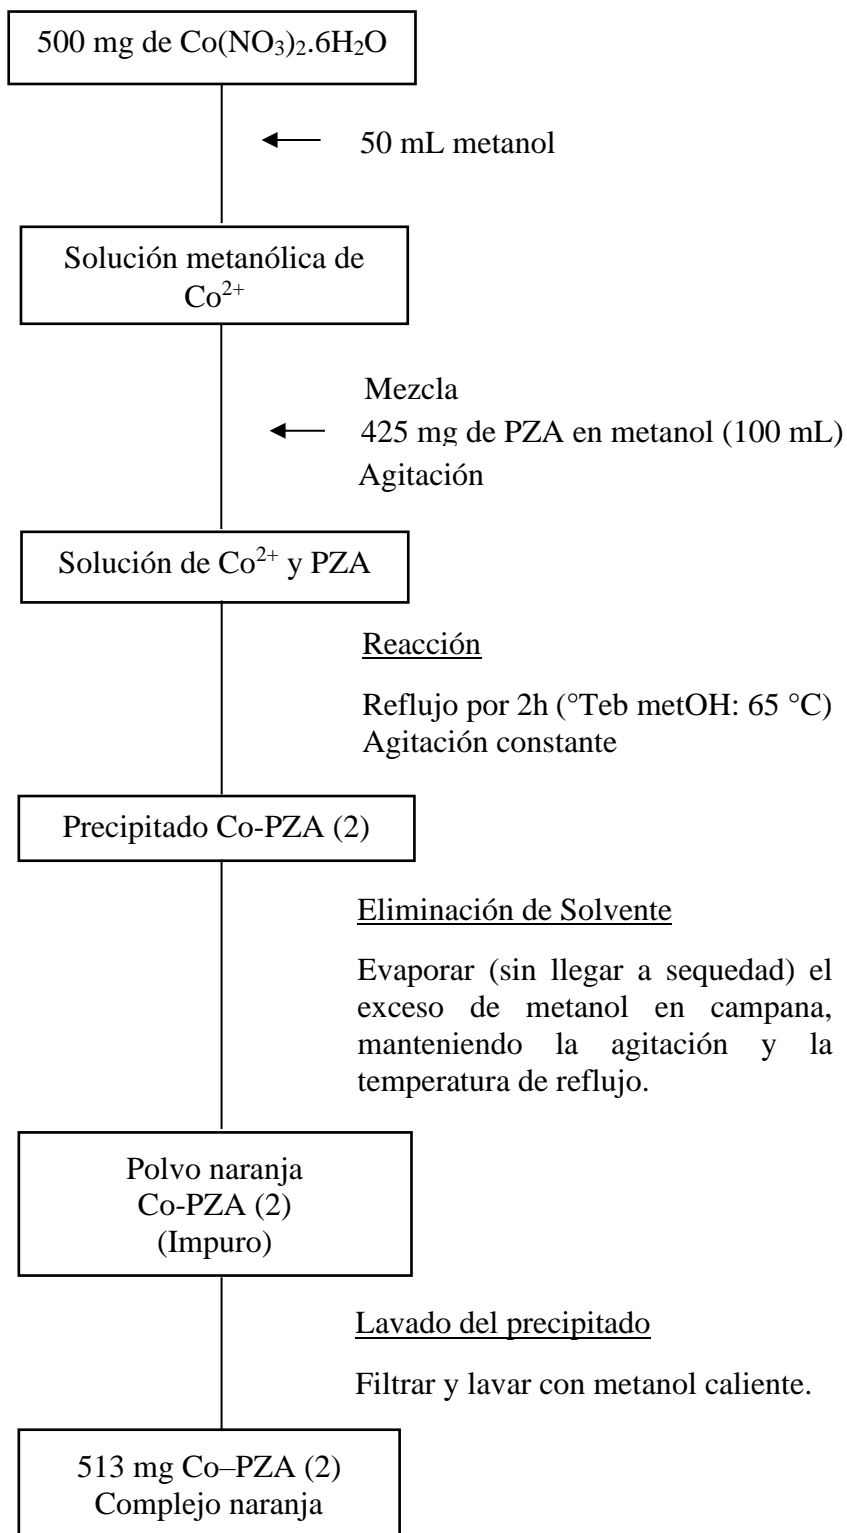 500 mg de Co(NO₃)₂.6H₂O
50 mL metanol
Solución metanólica de
Co²⁺
Mezcla
425 mg de PZA en metanol (100 mL)
Agitación
Solución de Co²⁺ y PZA
Reacción
Reflujo por 2h (°Teb metOH: 65 °C)
Agitación constante
Precipitado Co-PZA (2)
Eliminación de Solvente
Evaporar (sin llegar a sequedad) el
exceso de metanol en campana,
manteniendo la agitación y la
temperatura de reflujo.
Polvo naranja
Co-PZA (2)
(Impuro)
Lavado del precipitado
Filtrar y lavar con metanol caliente.
513 mg Co–PZA (2)
Complejo naranja